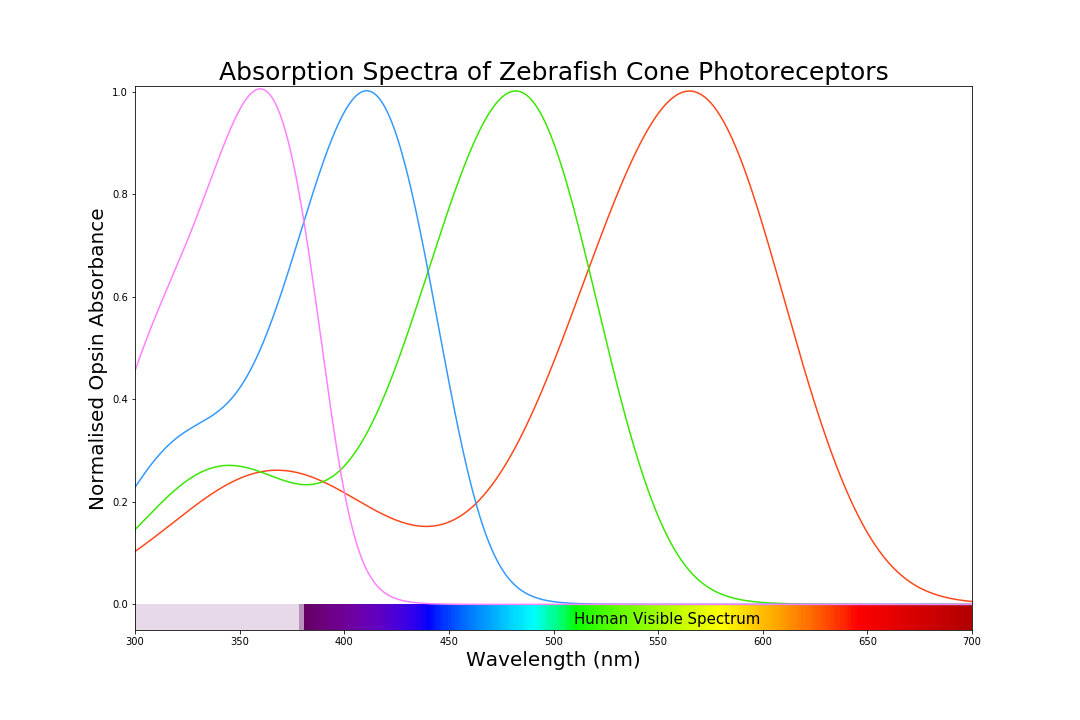 Absorption Spectra of Zebrafish Cone Photoreceptors
Normalised Opsin Absorbance
1.0
0.8
0.6
0.4
0.2
0.0
Human Visible Spectrum
300 350 400 450 500 550 600 650 700
Wavelength (nm)